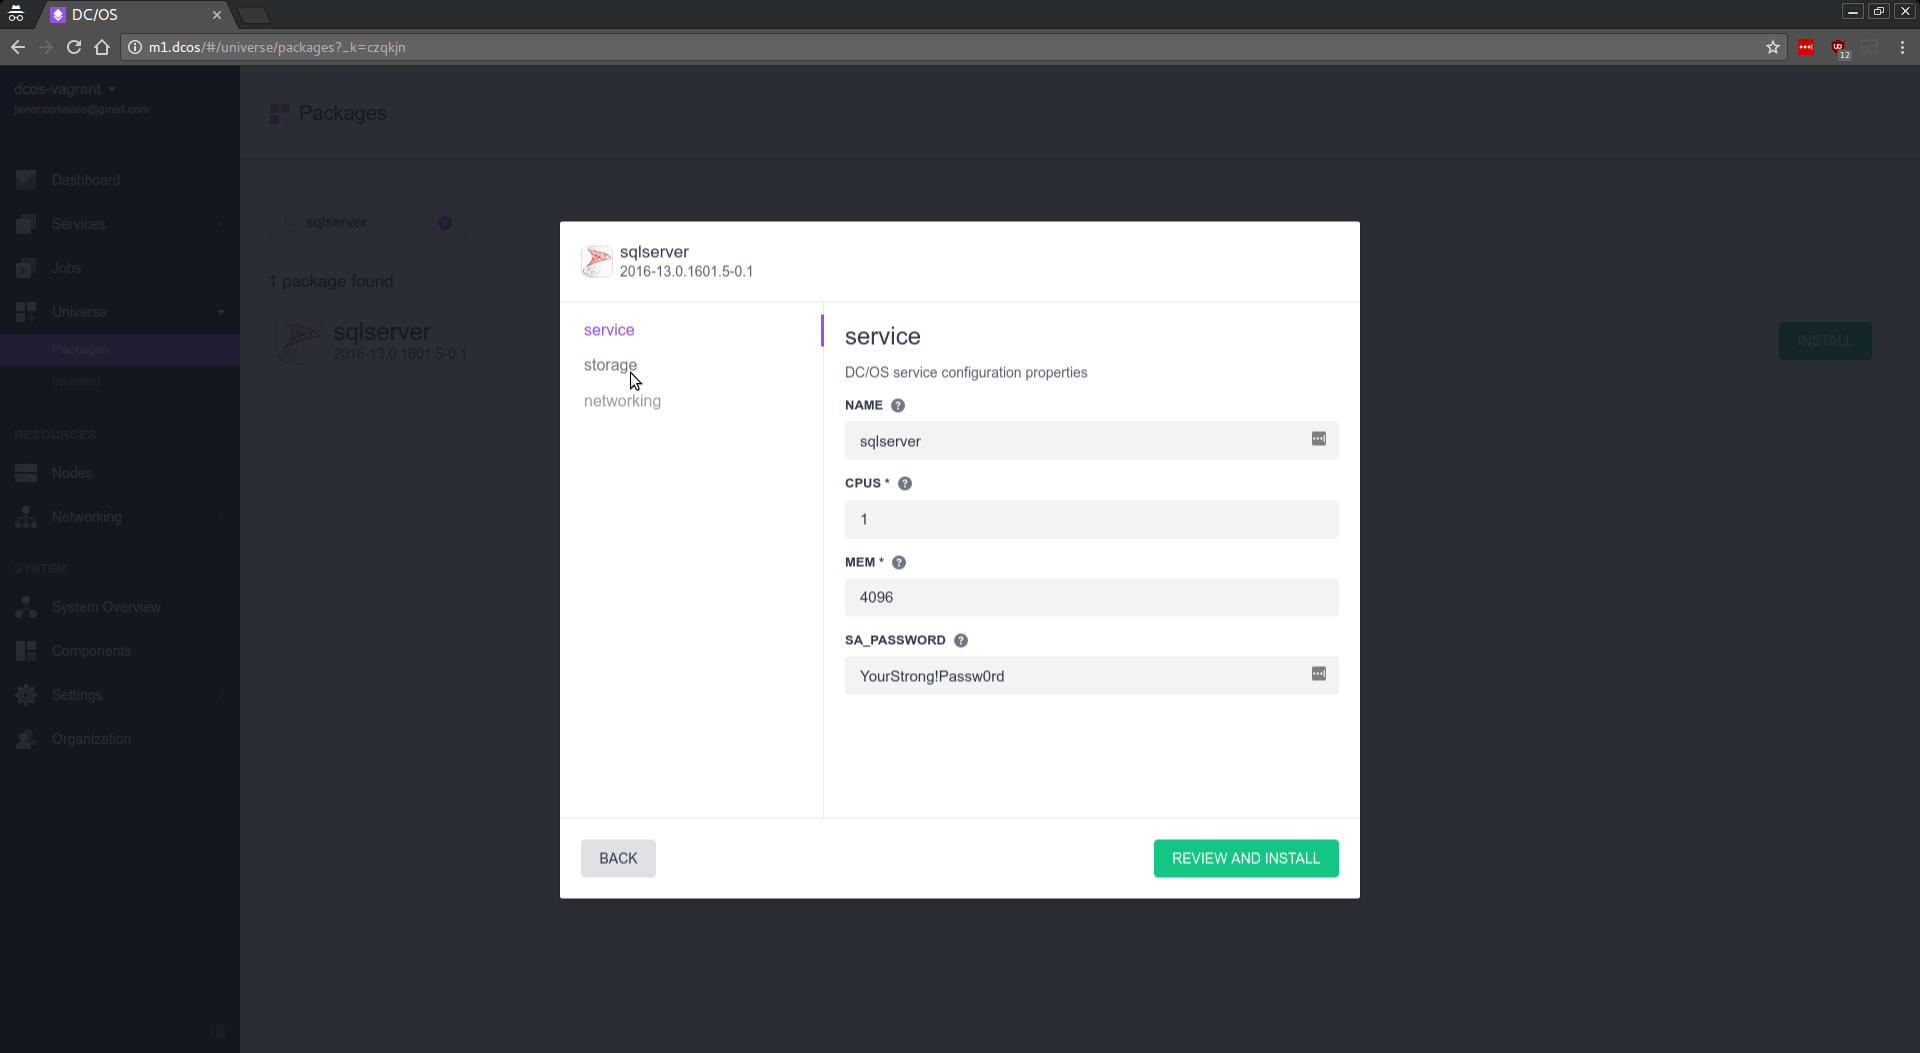 DC/OS
m1.dcos/#/universe/packages?_k=czqkjn
12
dcos-vagrant
javier.cortejoso@gmail.com
Dashboard
Services
Jobs
Universe
Packages
Installed
RESOURCES
Nodes
Networking
SYSTEM
System Overview
Components
Settings
Organization
Packages
sqlserver
1 package found
sqlserver
2016-13.0.1601.5-0.1
INSTALL
sqlserver
2016-13.0.1601.5-0.1
service
storage
networking
service
DC/OS service configuration properties
NAME
sqlserver
CPUS *
1
MEM *
4096
SA_PASSWORD
YourStrong!Passw0rd
BACK
REVIEW AND INSTALL